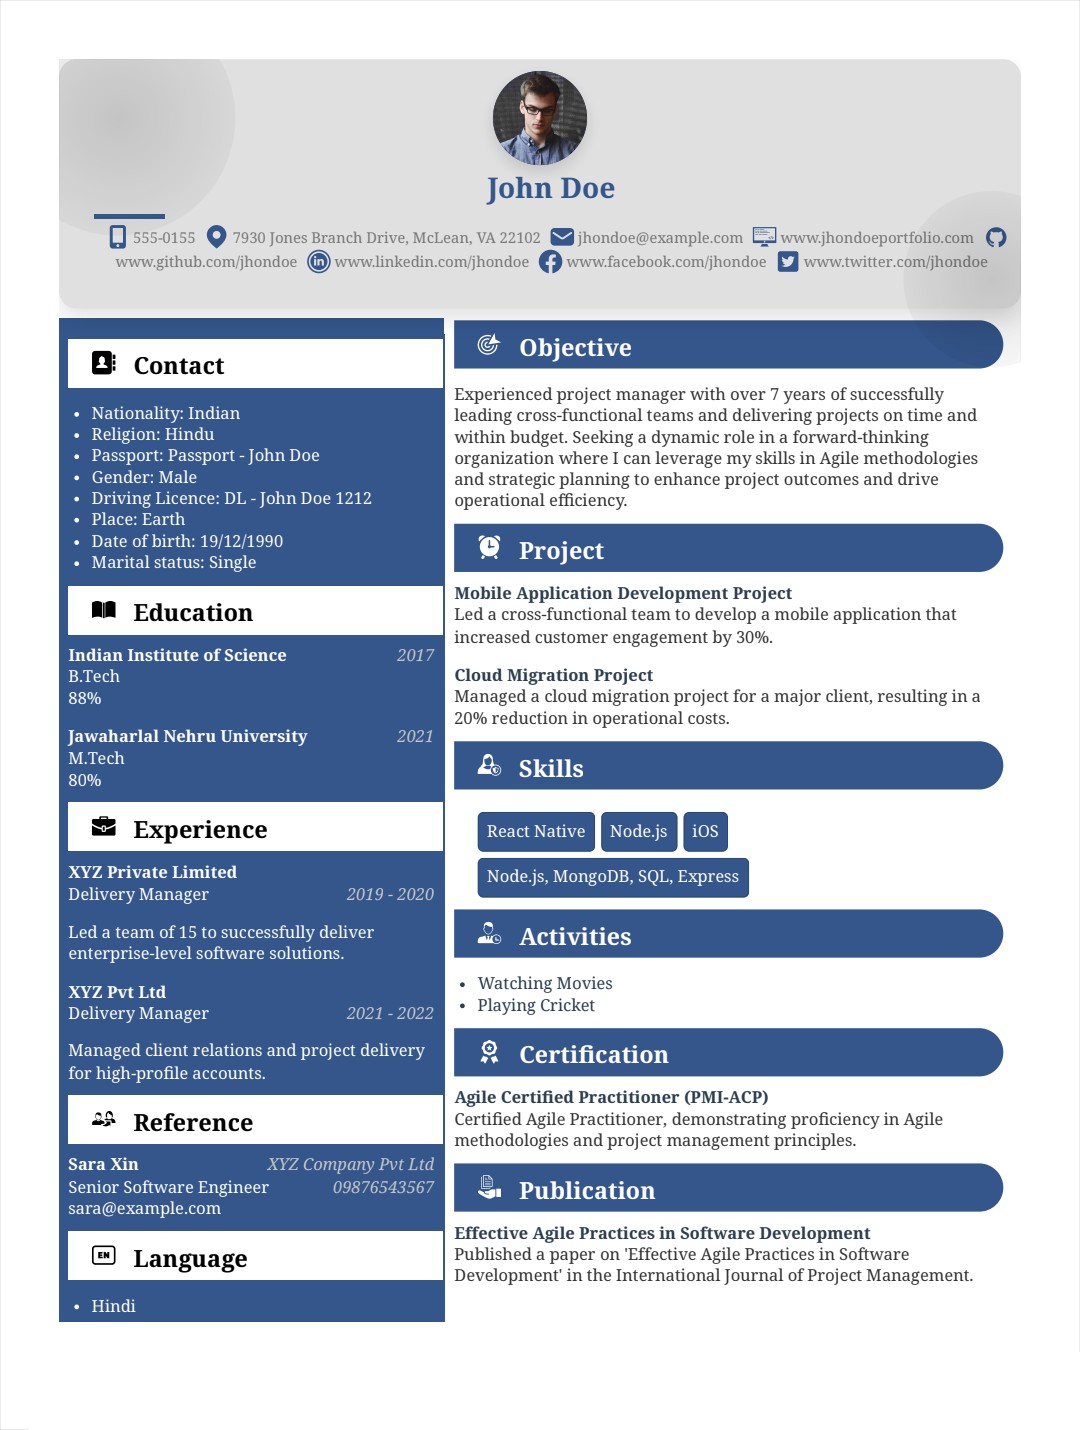 John Doe
555-0155 7930 Jones Branch Drive, McLean, VA 22102 jhondoe@example.com www.jhondoeportfolio.com
www.github.com/jhondoe in www.linkedin.com/jhondoe www.facebook.com/jhondoe www.twitter.com/jhondoe
Contact
• Nationality: Indian
• Religion: Hindu
• Passport: Passport - John Doe
• Gender: Male
• Driving Licence: DL - John Doe 1212
• Place: Earth
• Date of birth: 19/12/1990
• Marital status: Single
Education
Indian Institute of Science 2017
B.Tech
88%
Jawaharlal Nehru University 2021
M.Tech
80%
Experience
XYZ Private Limited
Delivery Manager 2019 - 2020
Led a team of 15 to successfully deliver
enterprise-level software solutions.
XYZ Pvt Ltd
Delivery Manager 2021 - 2022
Managed client relations and project delivery
for high-profile accounts.
Reference
Sara Xin XYZ Company Pvt Ltd
Senior Software Engineer 09876543567
sara@example.com
EN Language
• Hindi
Objective
Experienced project manager with over 7 years of successfully
leading cross-functional teams and delivering projects on time and
within budget. Seeking a dynamic role in a forward-thinking
organization where I can leverage my skills in Agile methodologies
and strategic planning to enhance project outcomes and drive
operational efficiency.
Project
Mobile Application Development Project
Led a cross-functional team to develop a mobile application that
increased customer engagement by 30%.
Cloud Migration Project
Managed a cloud migration project for a major client, resulting in a
20% reduction in operational costs.
Skills
React Native Node.js iOS
Node.js, MongoDB, SQL, Express
Activities
• Watching Movies
• Playing Cricket
Certification
Agile Certified Practitioner (PMI-ACP)
Certified Agile Practitioner, demonstrating proficiency in Agile
methodologies and project management principles.
Publication
Effective Agile Practices in Software Development
Published a paper on 'Effective Agile Practices in Software
Development' in the International Journal of Project Management.